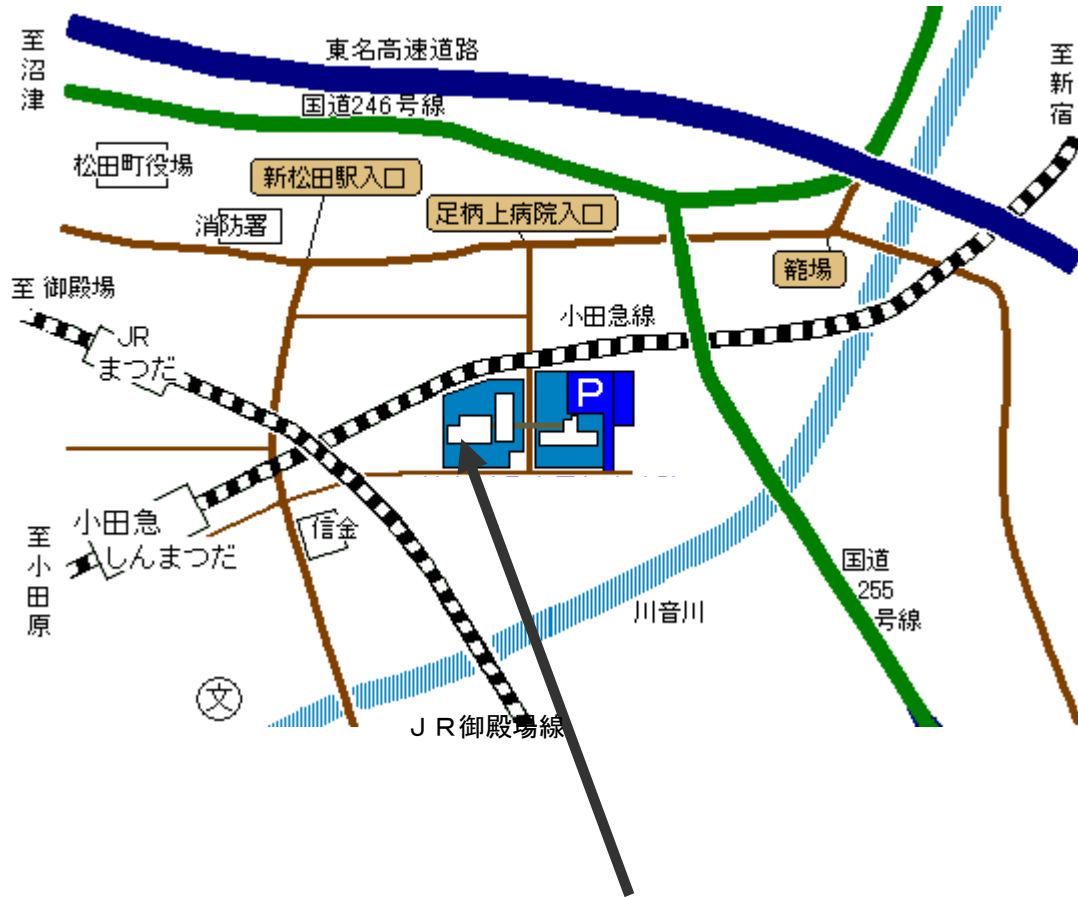 至沼津
東名高速道路
至新宿
国道246号線
松田町役場
新松田駅入口
足柄上病院入口
消防署
籠場
至 御殿場
小田急線
JR
まつだ
P
小田急
しんまつだ
信金
至小田原
国道
255
号線
川音川
文
JR御殿場線